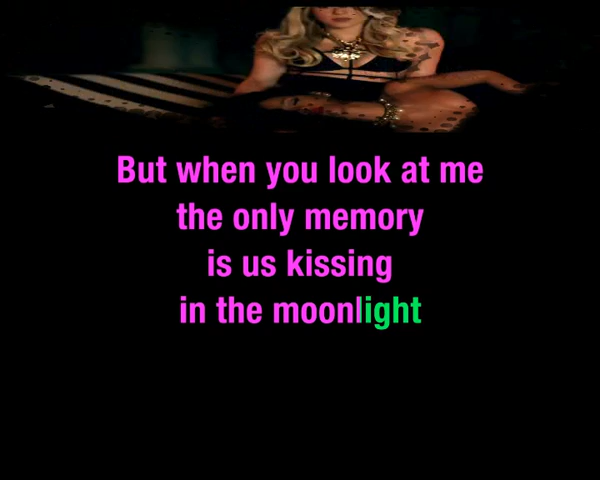 But when you look at me
the only memory
is us kissing
in the moonlight